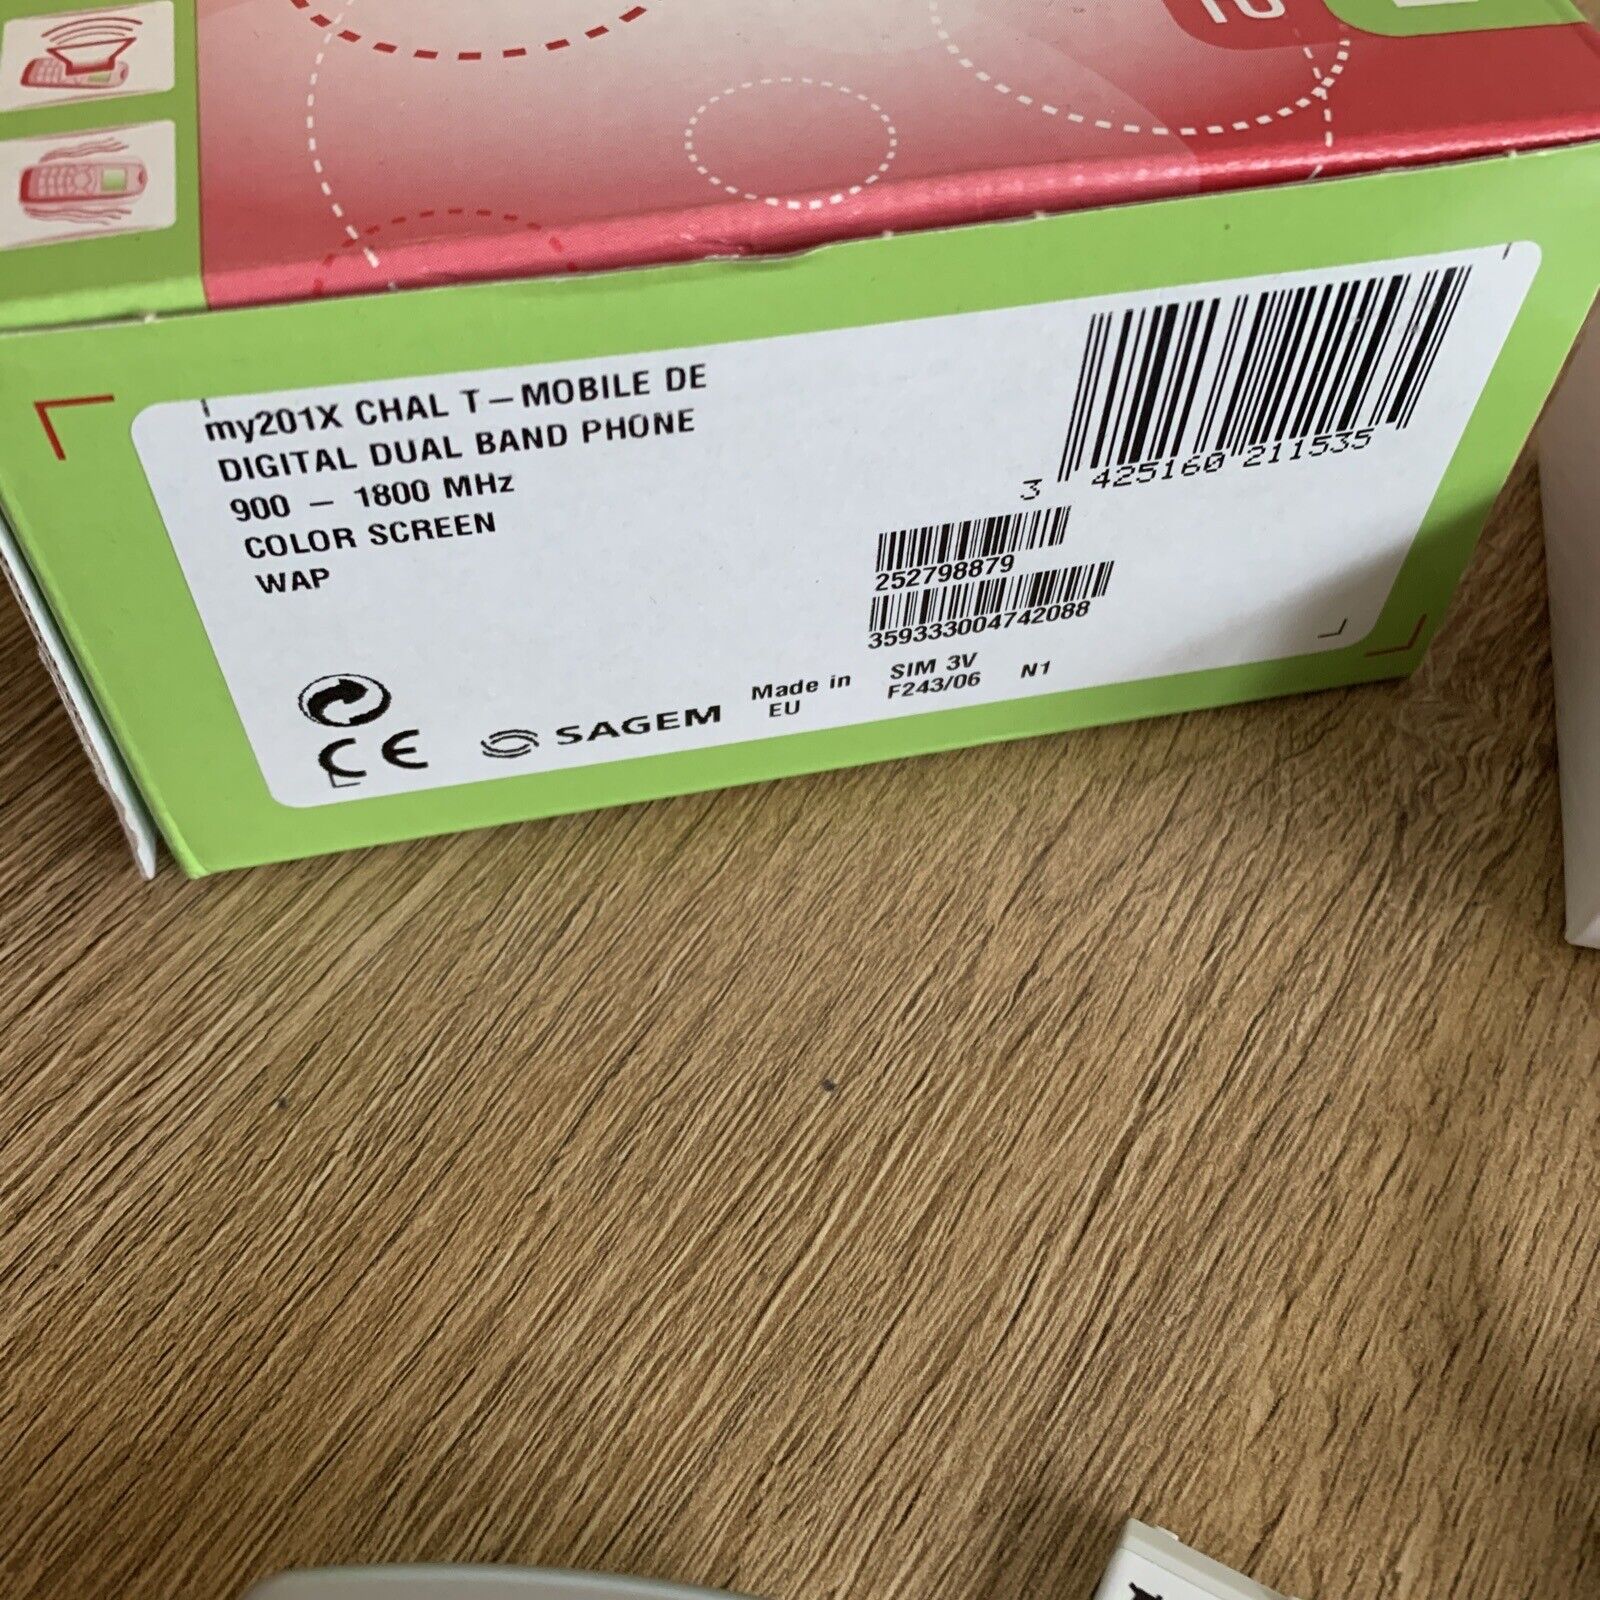 my201X CHAL T-MOBILE DE
DIGITAL DUAL BAND PHONE
900 - 1800 MHz
COLOR SCREEN
WAP
3 425160 211535
252798879
359333004742088
CE
SAGEM
Made in
EU
SIM 3V
F243/06
N1